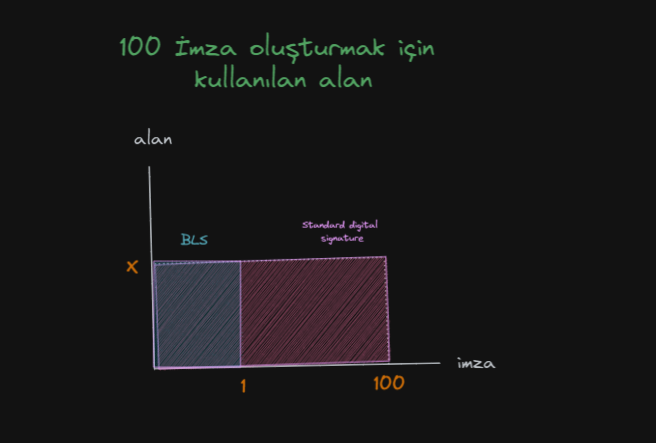 100 İmza oluşturmak için
kullanılan alan
alan
BLS
Standard digital
signature
x
imza
1
100